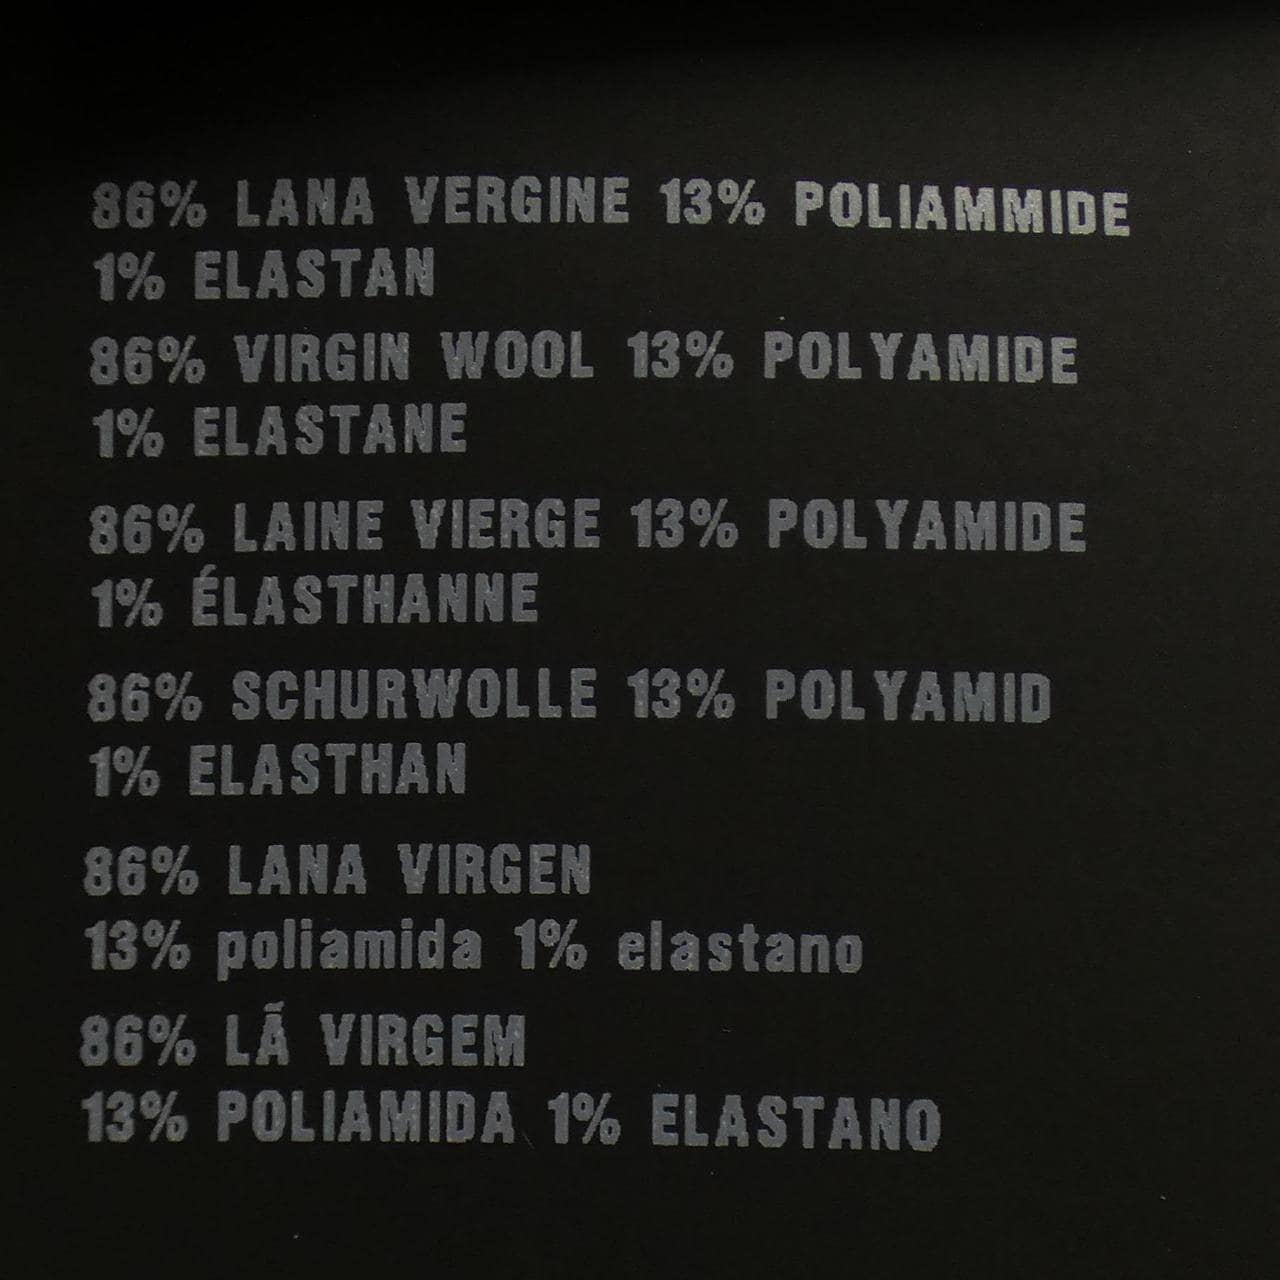 86% LANA VERGINE 13% POLIAMMIDE
1% ELASTAN
86% VIRGIN WOOL 13% POLYAMIDE
1% ELASTANE
86% LAINE VIERGE 13% POLYAMIDE
1% ÉLASTHANNE
86% SCHURWOLLE 13% POLYAMID
1% ELASTHAN
86% LANA VIRGEN
13% poliamida 1% elastano
86% LÃ VIRGEM
13% POLIAMIDA 1% ELASTANO